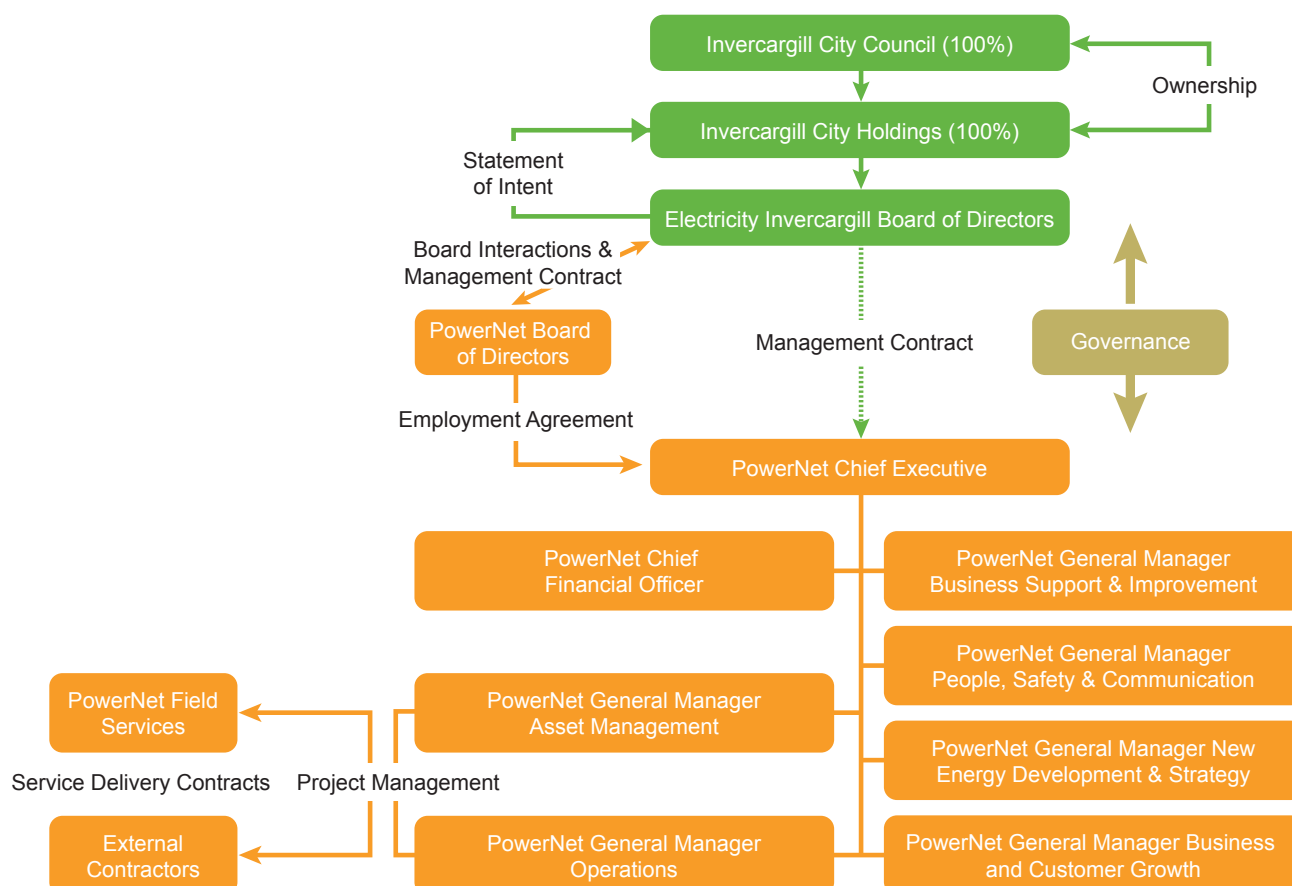 Invercargill City Council (100%)
Ownership
Invercargill City Holdings (100%)
Statement
of Intent
Electricity Invercargill Board of Directors
Board Interactions &
Management Contract
PowerNet Board
of Directors
Management Contract
Governance
Employment Agreement
PowerNet Chief Executive
PowerNet Chief
Financial Officer
PowerNet General Manager
Business Support & Improvement
PowerNet General Manager
People, Safety & Communication
PowerNet Field
Services
PowerNet General Manager
Asset Management
PowerNet General Manager New
Energy Development & Strategy
Service Delivery Contracts
Project Management
External
Contractors
PowerNet General Manager
Operations
PowerNet General Manager Business
and Customer Growth